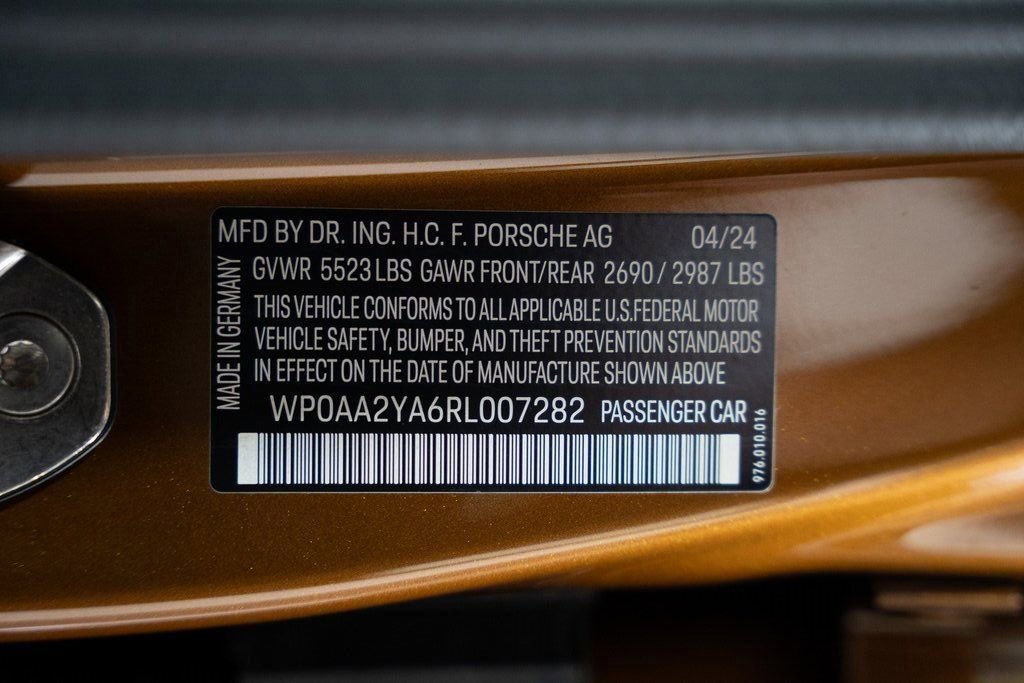 MFD BY DR. ING. H.C. F. PORSCHE AG 04/24
GVWR 5523 LBS GAWR FRONT/REAR 2690 / 2987 LBS
THIS VEHICLE CONFORMS TO ALL APPLICABLE U.S.FEDERAL MOTOR
VEHICLE SAFETY, BUMPER, AND THEFT PREVENTION STANDARDS
IN EFFECT ON THE DATE OF MANUFACTURE SHOWN ABOVE
WP0AA2YA6RL007282 PASSENGER CAR
MADE IN GERMANY
976.010.016